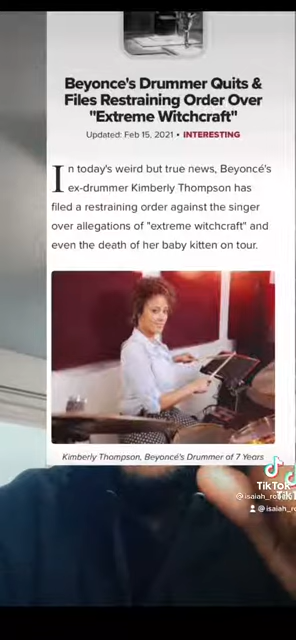 Beyonce's Drummer Quits &
Files Restraining Order Over
"Extreme Witchcraft"
Updated: Feb 15, 2021 • INTERESTING
In today's weird but true news, Beyoncé's
ex-drummer Kimberly Thompson has
filed a restraining order against the singer
over allegations of "extreme witchcraft" and
even the death of her baby kitten on tour.
Kimberly Thompson, Beyoncé's Drummer of 7 Years
TikTok